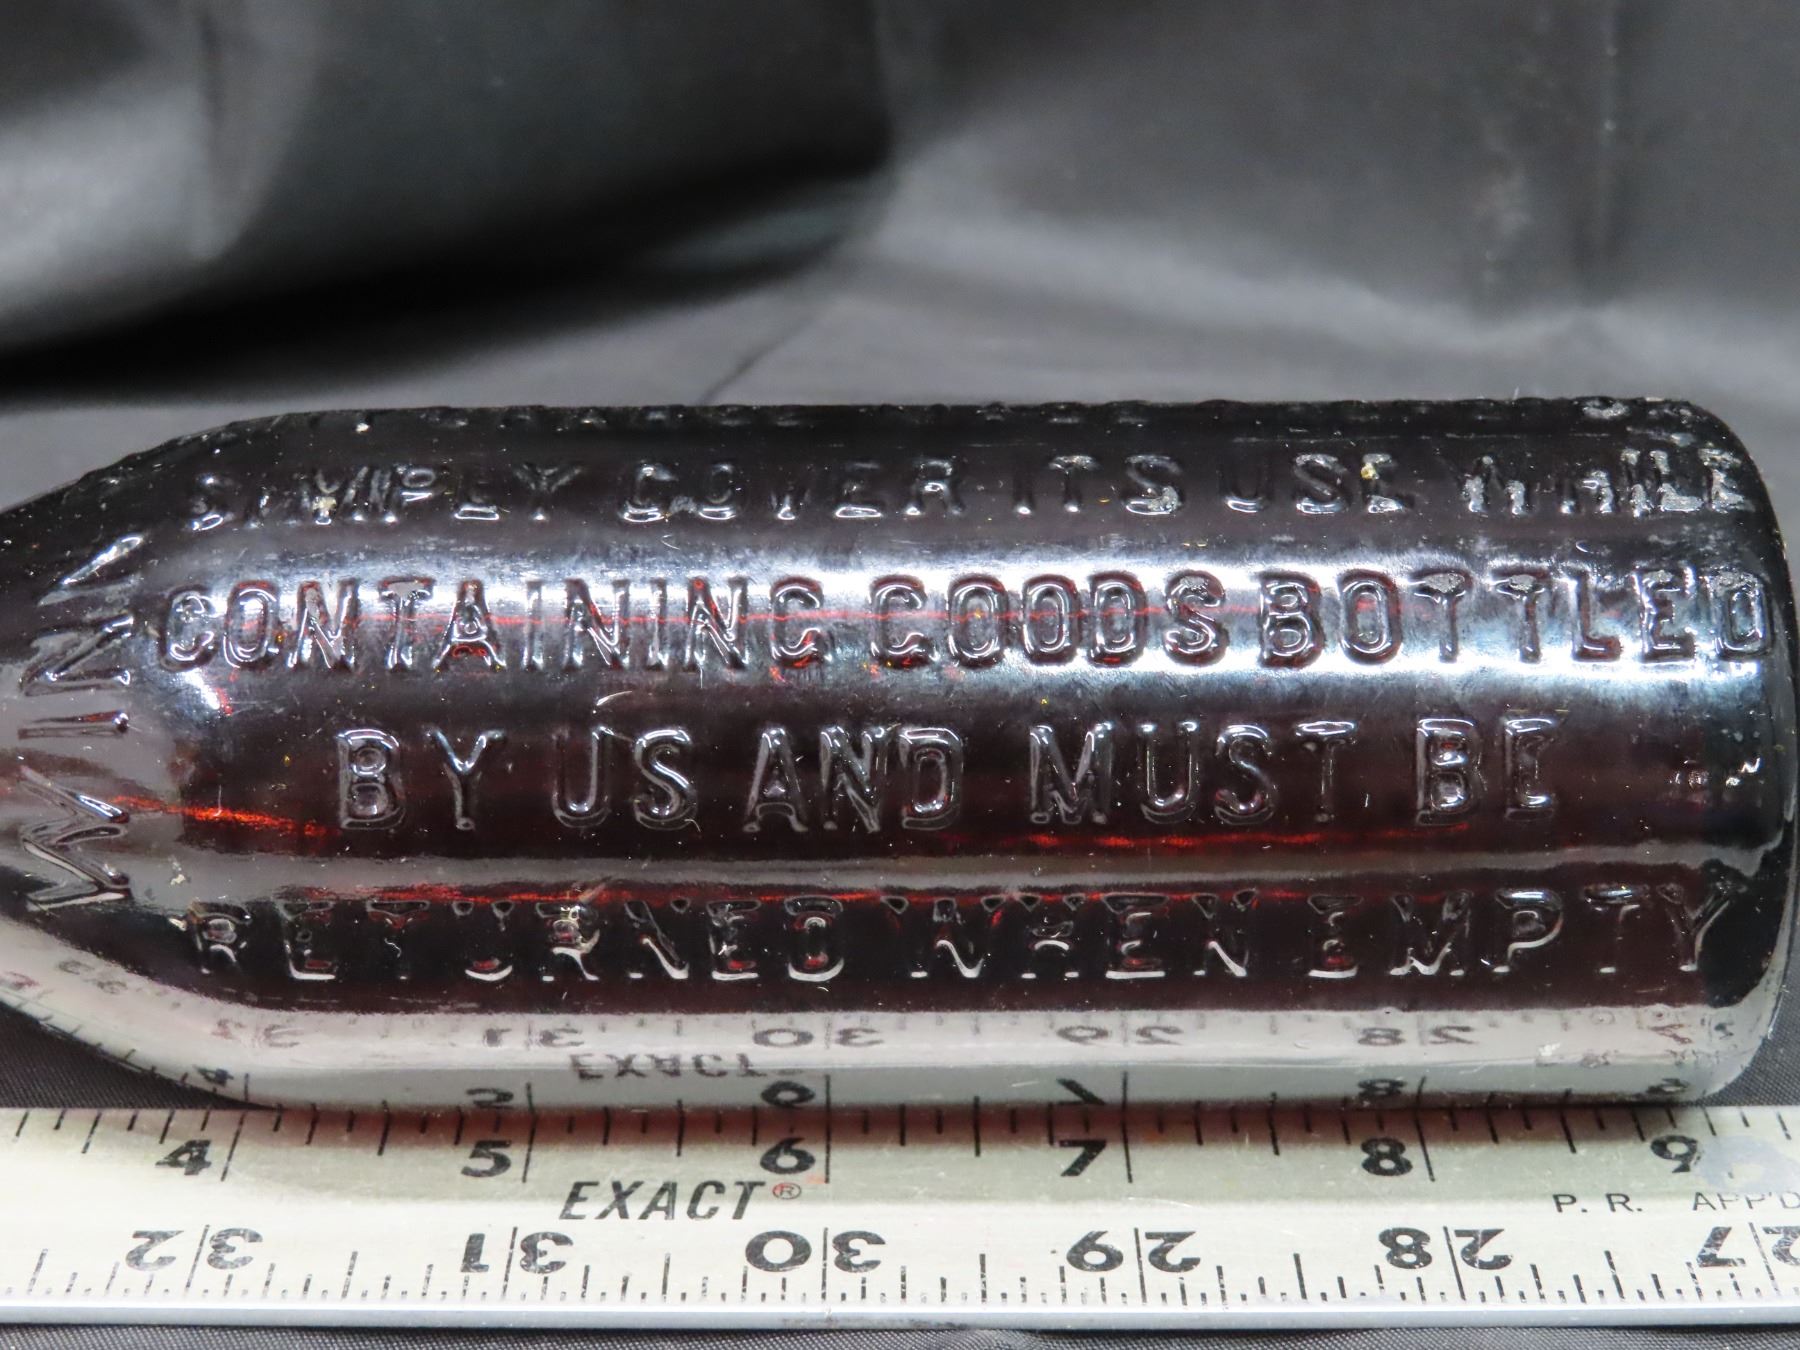 SIMPLY COVER ITS USE WHILE
CONTAINING GOODS BOTTLED
BY US AND MUST BE
RETURNED WHEN EMPTY
4 5 6 7 8 9
EXACT®
P. R. APP'D
32 31 30 29 28 27